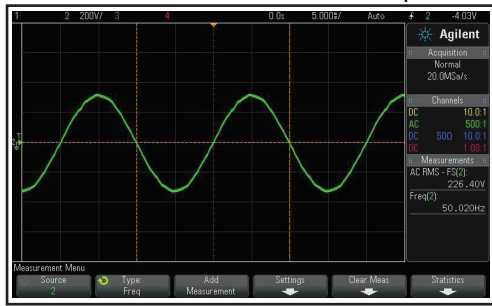 1 2 200V/ 3 4 0.0s 5.000ms/ Auto 2 -4.03V
Agilent
Acquisition
Normal
20.0MSa/s
Channels
DC 10.0:1
AC 500:1
DC 50Ω 10.0:1
DC 1.00:1
Measurements
AC RMS - FS(2):
226.40V
Freq(2):
50.020Hz
Measurement Menu
Source Type: Add Settings Clear Meas Statistics
2 Freq Measurement